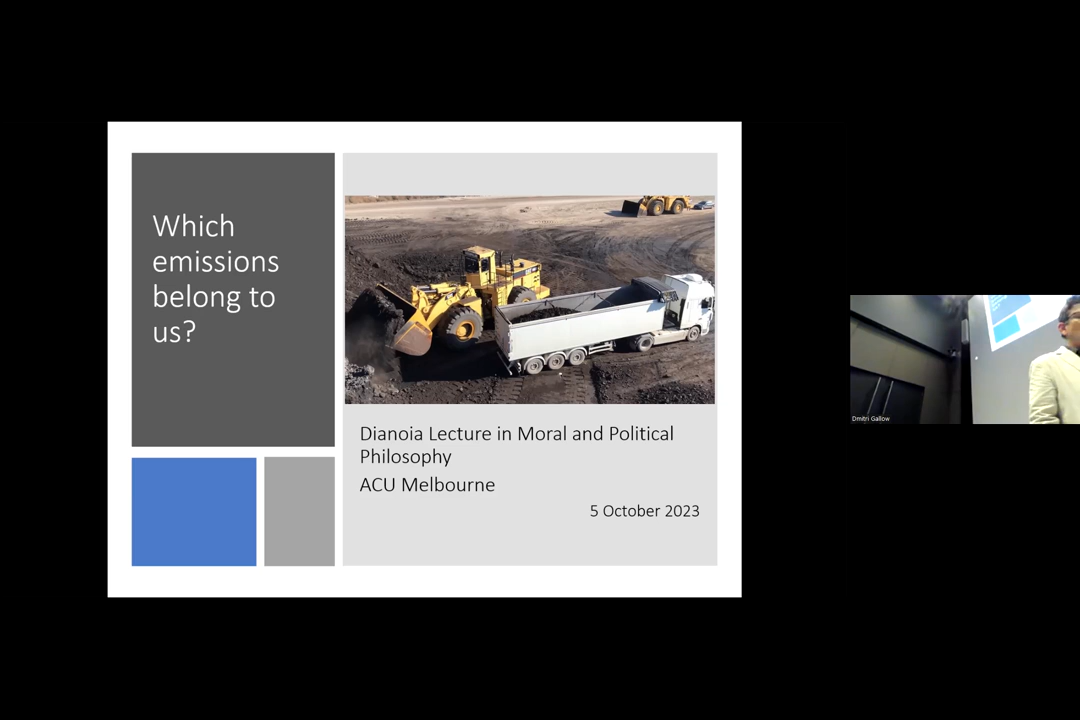 Which
emissions
belong to
us?
Dianoia Lecture in Moral and Political
Philosophy
ACU Melbourne
5 October 2023
Dmitri Gallow